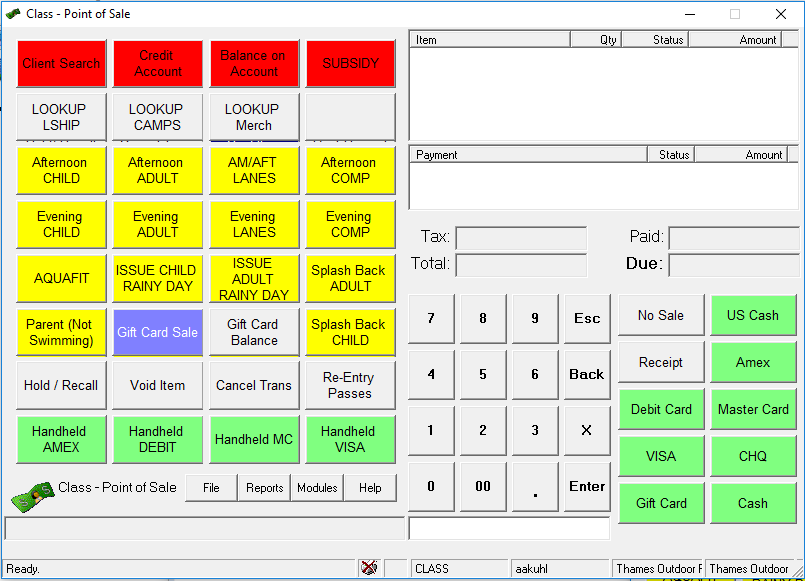 Class - Point of Sale
Client Search
Credit
Account
Balance on
Account
SUBSIDY
LOOKUP
LSHIP
LOOKUP
CAMPS
LOOKUP
Merch
Afternoon
CHILD
Afternoon
ADULT
AM/AFT
LANES
Afternoon
COMP
Evening
CHILD
Evening
ADULT
Evening
LANES
Evening
COMP
AQUAFIT
ISSUE CHILD
RAINY DAY
ISSUE
ADULT
RAINY DAY
Splash Back
ADULT
Parent (Not
Swimming)
Gift Card Sale
Gift Card
Balance
Splash Back
CHILD
Hold / Recall
Void Item
Cancel Trans
Re-Entry
Passes
Handheld
AMEX
Handheld
DEBIT
Handheld MC
Handheld
VISA
Class - Point of Sale
File
Reports
Modules
Help
Item Qty Status Amount
Payment Status Amount
Tax:
Paid:
Total:
Due:
7 8 9 Esc
4 5 6 Back
1 2 3 X
0 00 . Enter
No Sale
US Cash
Receipt
Amex
Debit Card
Master Card
VISA
CHQ
Gift Card
Cash
Ready.
CLASS
aakuhl
Thames Outdoor F
Thames Outdoor